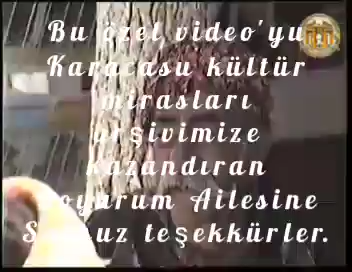 Bu özel video'yu
Karacasu kültür
mirasları
arşivimize
kazandıran
Ailesine
teşekkürler.